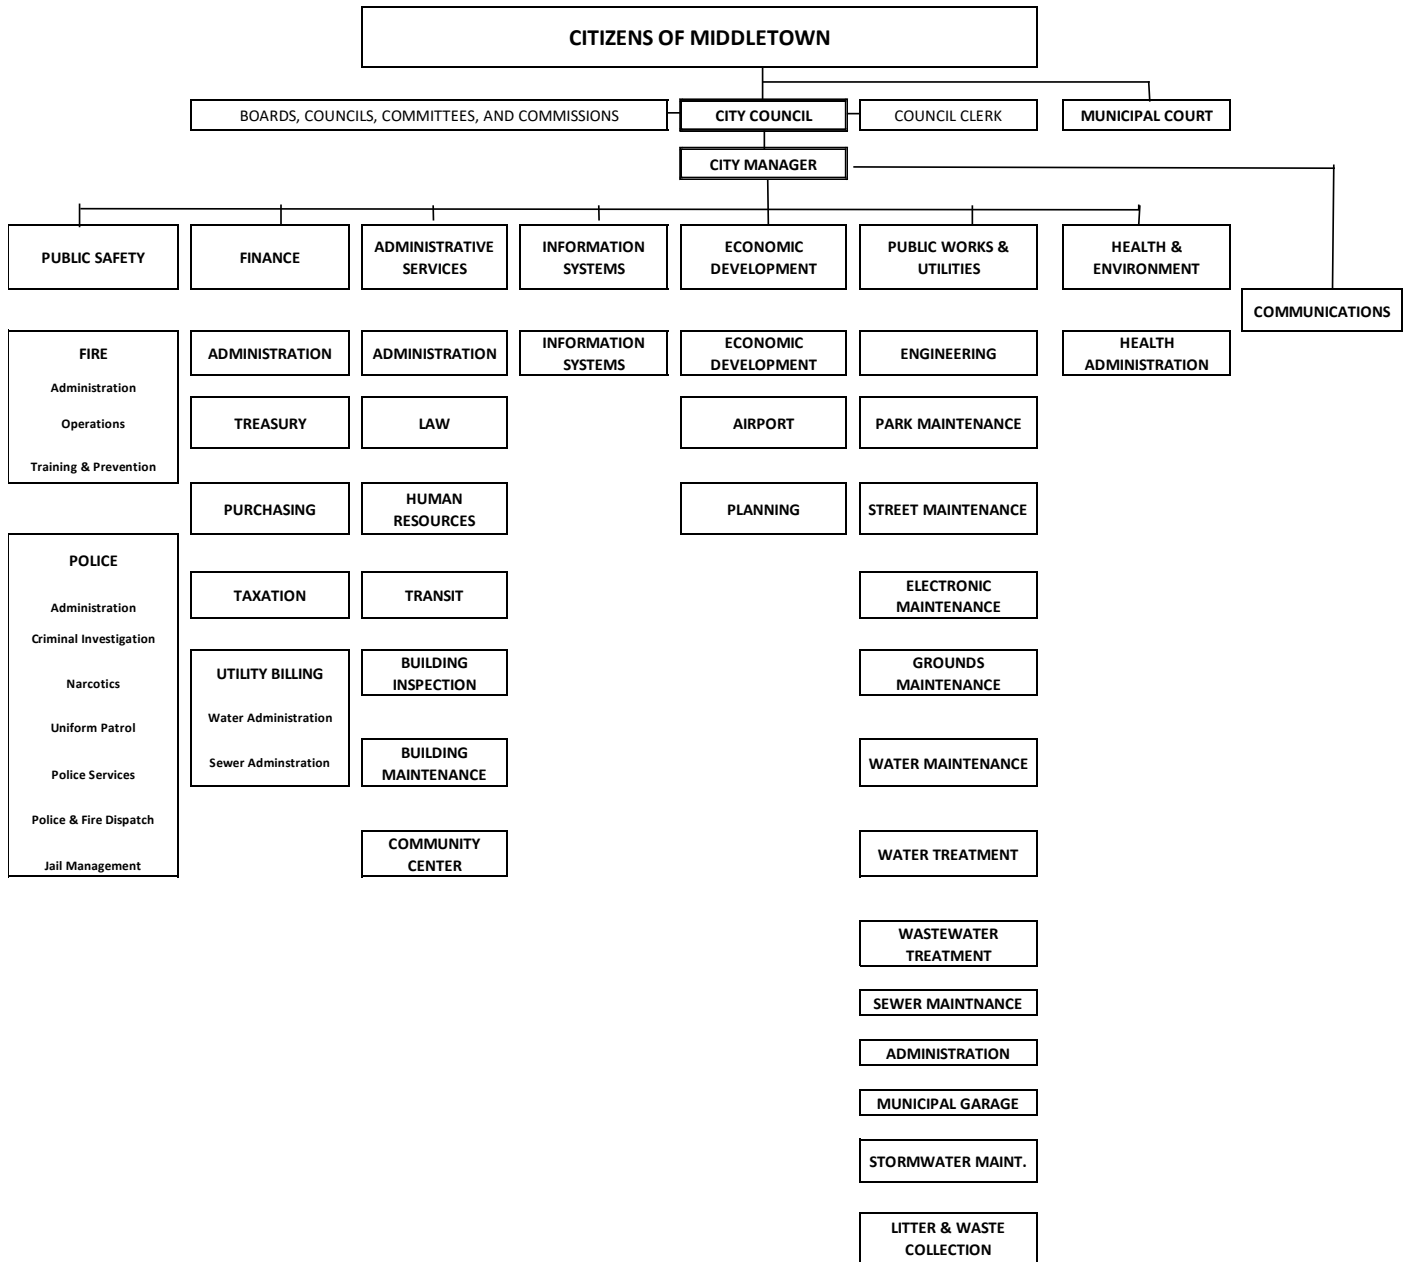 CITIZENS OF MIDDLETOWN
BOARDS, COUNCILS, COMMITTEES, AND COMMISSIONS
CITY COUNCIL
COUNCIL CLERK
MUNICIPAL COURT
CITY MANAGER
PUBLIC SAFETY
FINANCE
ADMINISTRATIVE
SERVICES
INFORMATION
SYSTEMS
ECONOMIC
DEVELOPMENT
PUBLIC WORKS &
UTILITIES
HEALTH &
ENVIRONMENT
COMMUNICATIONS
FIRE
Administration
Operations
Training & Prevention
POLICE
Administration
Criminal Investigation
Narcotics
Uniform Patrol
Police Services
Police & Fire Dispatch
Jail Management
ADMINISTRATION
TREASURY
PURCHASING
TAXATION
UTILITY BILLING
Water Administration
Sewer Adminstration
ADMINISTRATION
LAW
HUMAN
RESOURCES
TRANSIT
BUILDING
INSPECTION
BUILDING
MAINTENANCE
COMMUNITY
CENTER
INFORMATION
SYSTEMS
ECONOMIC
DEVELOPMENT
AIRPORT
PLANNING
ENGINEERING
PARK MAINTENANCE
STREET MAINTENANCE
ELECTRONIC
MAINTENANCE
GROUNDS
MAINTENANCE
WATER MAINTENANCE
WATER TREATMENT
WASTEWATER
TREATMENT
SEWER MAINTNANCE
ADMINISTRATION
MUNICIPAL GARAGE
STORMWATER MAINT.
LITTER & WASTE
COLLECTION
HEALTH
ADMINISTRATION